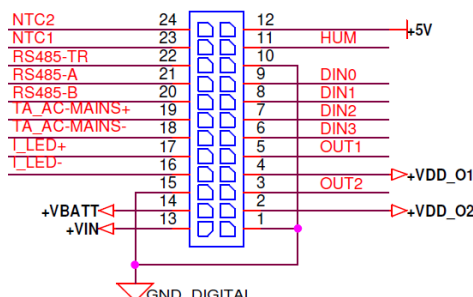 NTC2 24 12 +5V
NTC1 23 11 HUM
RS485-TR 22 10
RS485-A 21 9 DIN0
RS485-B 20 8 DIN1
TA_AC-MAINS+ 19 7 DIN2
TA_AC-MAINS- 18 6 DIN3
I_LED+ 17 5 OUT1
I_LED- 16 4 +VDD_O1
15 3 OUT2
+VBATT 14 2 +VDD_O2
+VIN 13 1
GND_DIGITAL